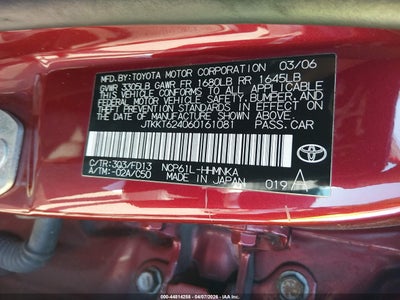 MFD.BY:TOYOTA MOTOR CORPORATION 03/06
GVWR 3305LB GAWR FR 1680LB RR 1645LB
THIS VEHICLE CONFORMS TO ALL APPLICABLE
FEDERAL MOTOR VEHICLE SAFETY, BUMPER, AND
THEFT PREVENTION STANDARDS IN EFFECT ON
THE DATE OF MANUFACTURE SHOWN ABOVE.
JTKKT624060161081 PASS.CAR
C/TR:3Q3/FD13 NCP61L-HHMNKA
A/TM:-02A/C50 MADE IN JAPAN 019
TOYOTA
000-44814258 - 04/07/2026 - IAA Inc.